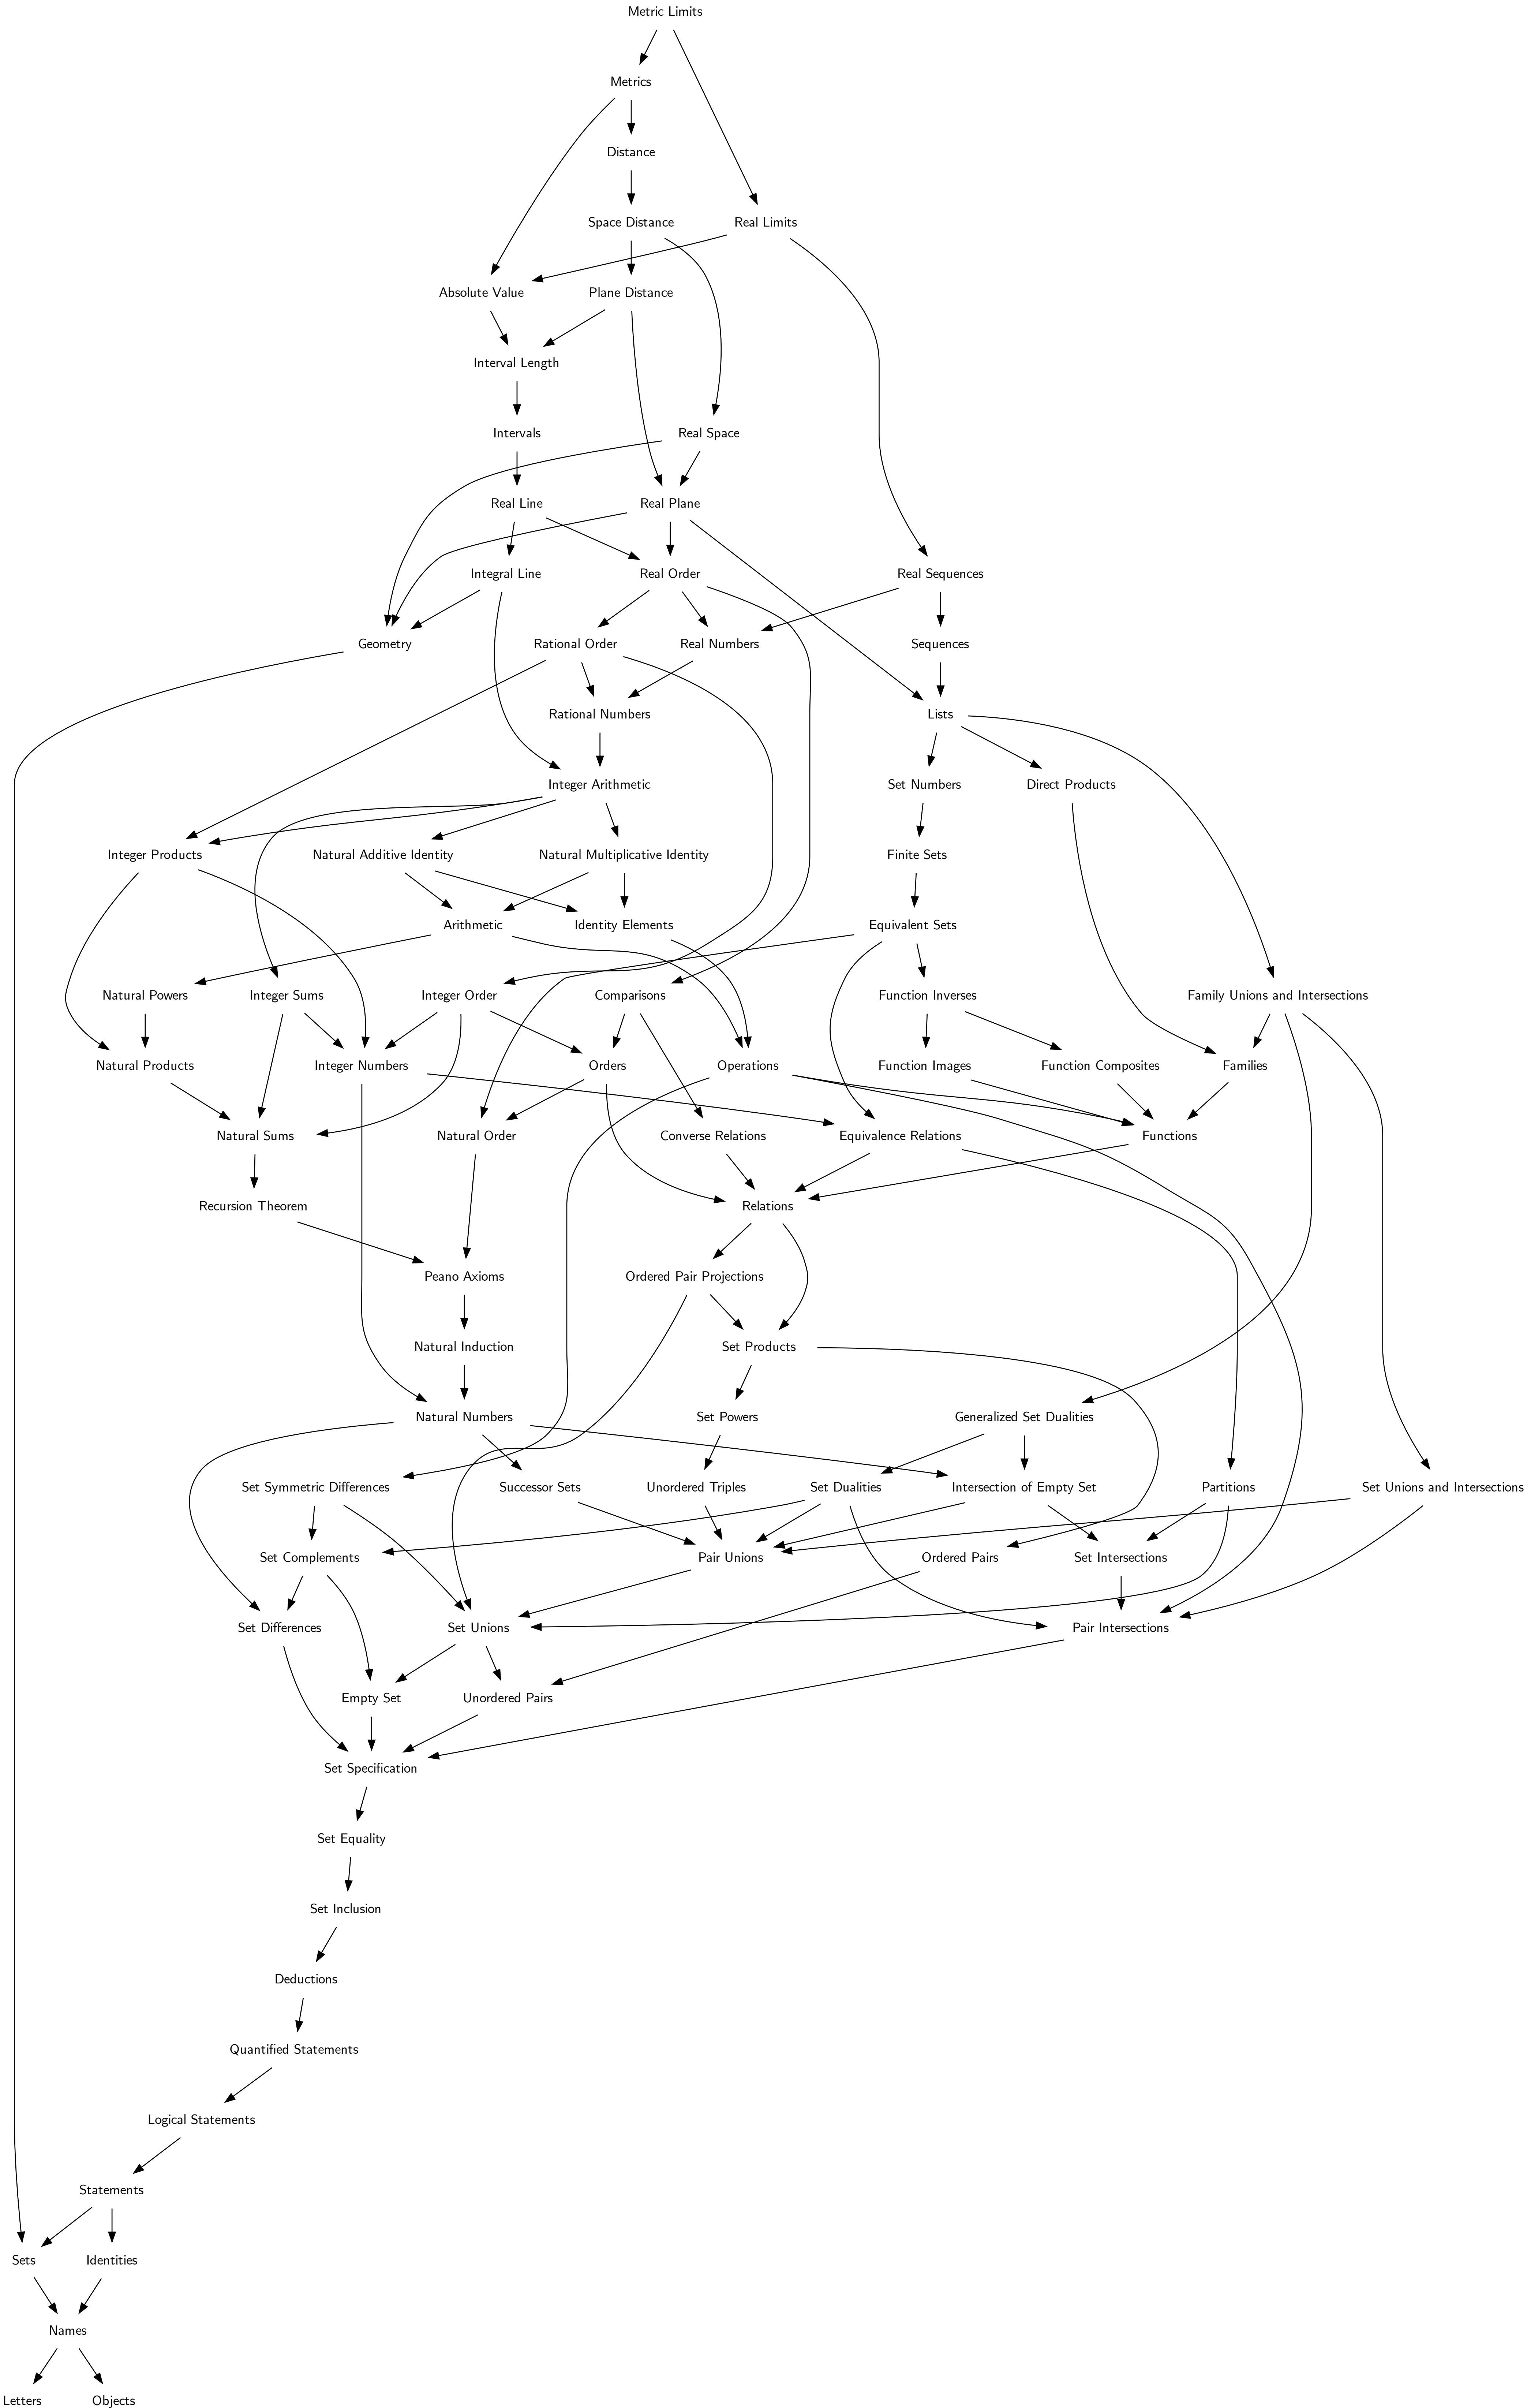 Metric Limits
Metrics
Distance
Space Distance
Real Limits
Absolute Value
Plane Distance
Interval Length
Intervals
Real Space
Real Line
Real Plane
Integral Line
Real Order
Real Sequences
Geometry
Rational Order
Real Numbers
Sequences
Rational Numbers
Lists
Integer Arithmetic
Set Numbers
Direct Products
Integer Products
Natural Additive Identity
Natural Multiplicative Identity
Finite Sets
Arithmetic
Identity Elements
Equivalent Sets
Natural Powers
Integer Sums
Integer Order
Comparisons
Function Inverses
Family Unions and Intersections
Natural Products
Integer Numbers
Orders
Operations
Function Images
Function Composites
Families
Natural Sums
Natural Order
Converse Relations
Equivalence Relations
Functions
Recursion Theorem
Relations
Peano Axioms
Ordered Pair Projections
Natural Induction
Set Products
Natural Numbers
Set Powers
Generalized Set Dualities
Set Symmetric Differences
Successor Sets
Unordered Triples
Set Dualities
Intersection of Empty Set
Partitions
Set Unions and Intersections
Set Complements
Pair Unions
Ordered Pairs
Set Intersections
Set Differences
Set Unions
Pair Intersections
Empty Set
Unordered Pairs
Set Specification
Set Equality
Set Inclusion
Deductions
Quantified Statements
Logical Statements
Statements
Sets
Identities
Names
Letters
Objects